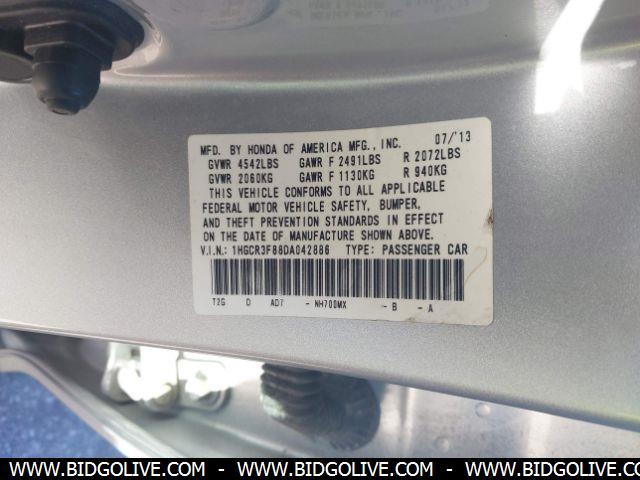 MFD. BY HONDA OF AMERICA MFG., INC. 07/'13
GVWR 4542LBS GAWR F 2491LBS R 2072LBS
GVWR 2060KG GAWR F 1130KG R 940KG
THIS VEHICLE CONFORMS TO ALL APPLICABLE
FEDERAL MOTOR VEHICLE SAFETY, BUMPER,
AND THEFT PREVENTION STANDARDS IN EFFECT
ON THE DATE OF MANUFACTURE SHOWN ABOVE.
V.I.N.: 1HGCR3F88DA042886 TYPE: PASSENGER CAR
T2G D AD7 - NH700MX - B - A
WWW.BIDGOLIVE.COM - WWW.BIDGOLIVE.COM - WWW.BIDGOLIVE.COM